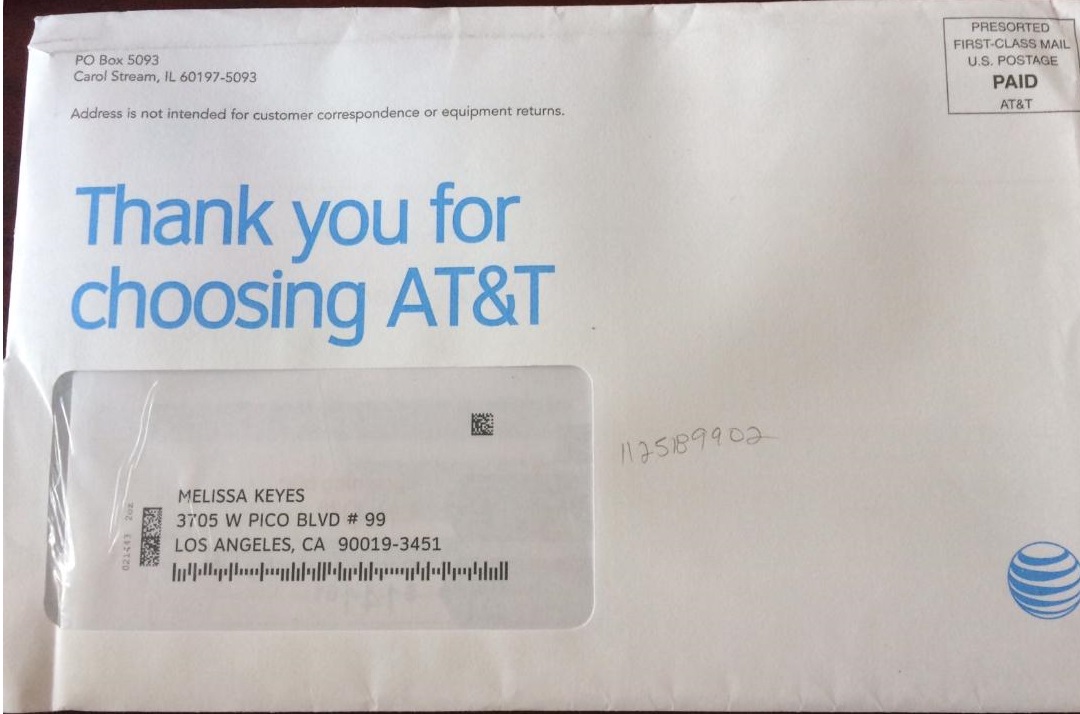 PO Box 5093
Carol Stream, IL 60197-5093
Address is not intended for customer correspondence or equipment returns.
PRESORTED
FIRST-CLASS MAIL
U.S. POSTAGE
PAID
AT&T
Thank you for
choosing AT&T
1125189902
MELISSA KEYES
3705 W PICO BLVD # 99
LOS ANGELES, CA 90019-3451
021443 2oz